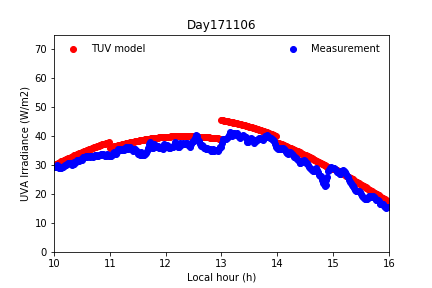 Day171106
TUV model
Measurement
UVA Irradiance (W/m2)
70
60
50
40
30
20
10
0
10 11 12 13 14 15 16
Local hour (h)